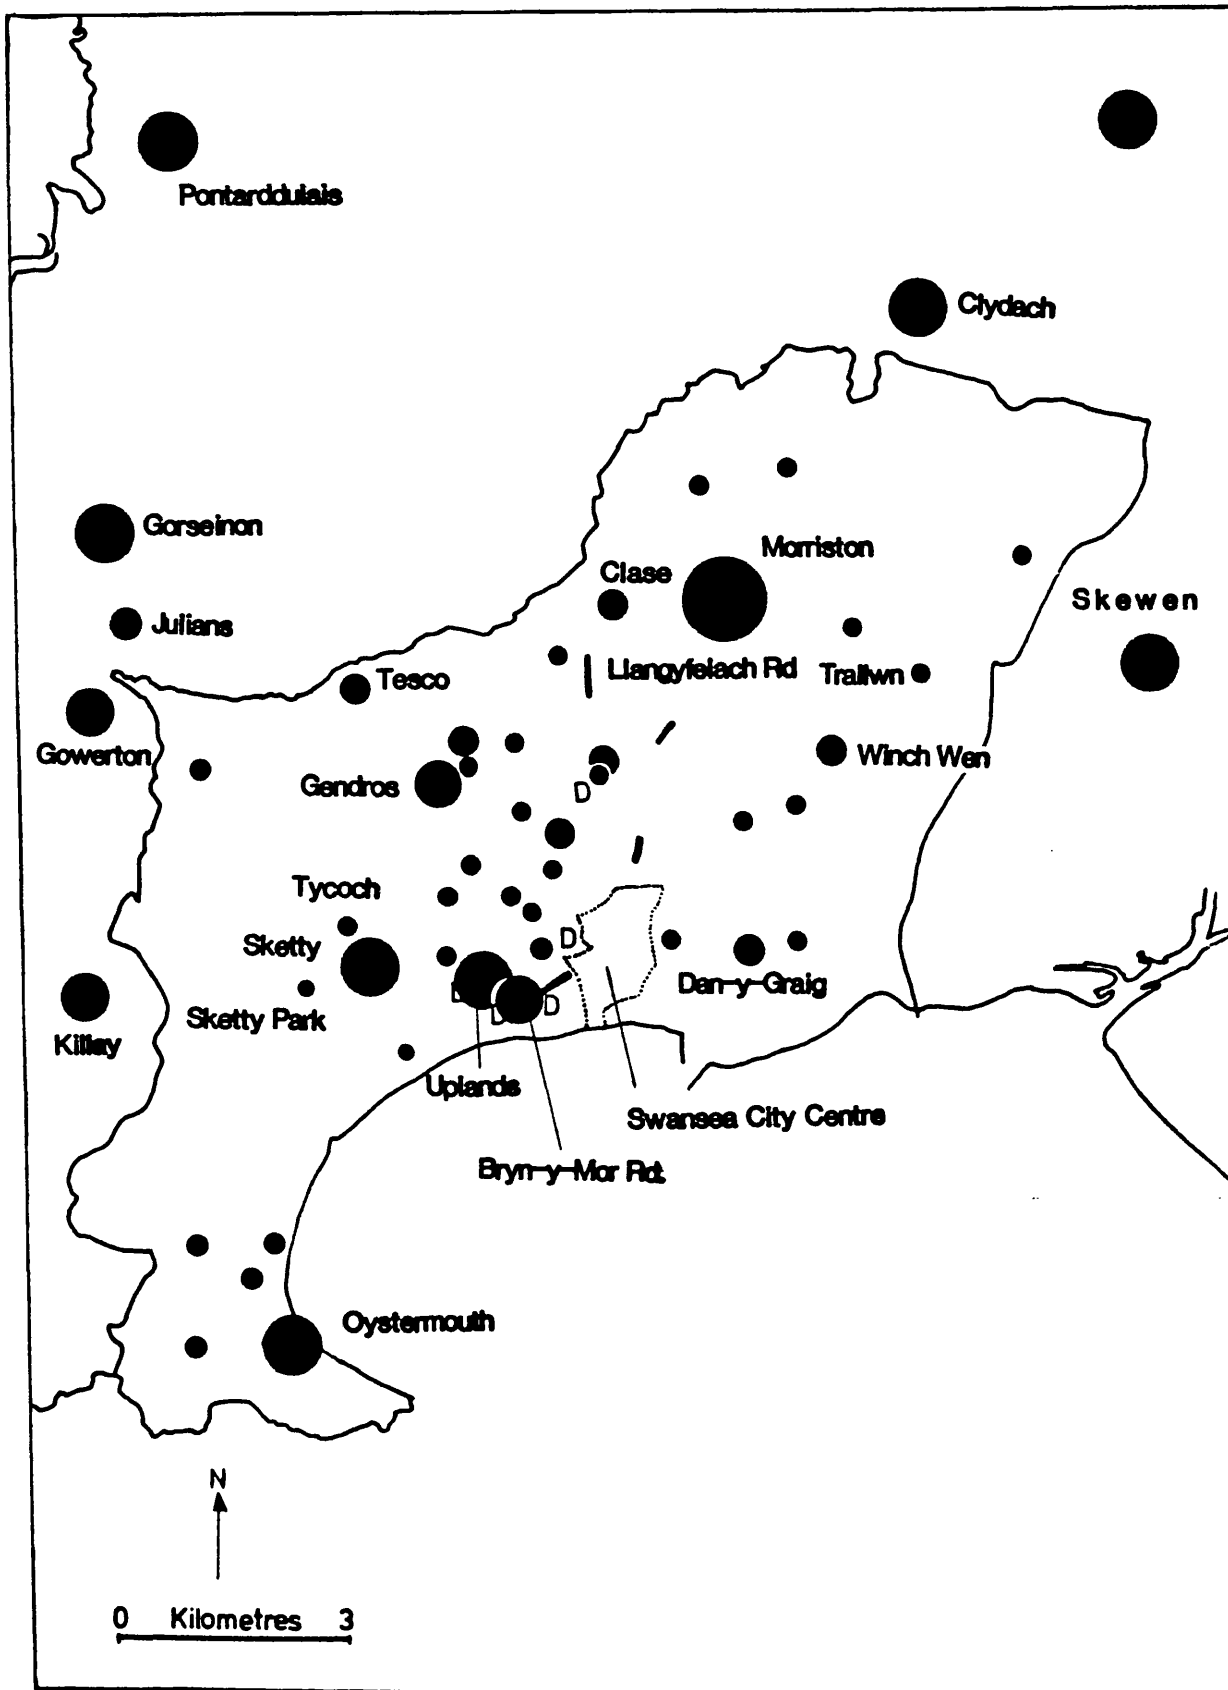 Pontarddulais
Clydach
Gorseinon
Morriston
Clase
Skewen
Julians
Llangyfelach Rd
Trallwn
Tesco
Gowerton
Winch Wen
Gendros
D
Tycoch
Sketty
D
Dan-y-Graig
Sketty Park
D
D
D
Killay
Uplands
Swansea City Centre
Bryn-y-Mor Rd.
Oystermouth
N
0 Kilometres 3